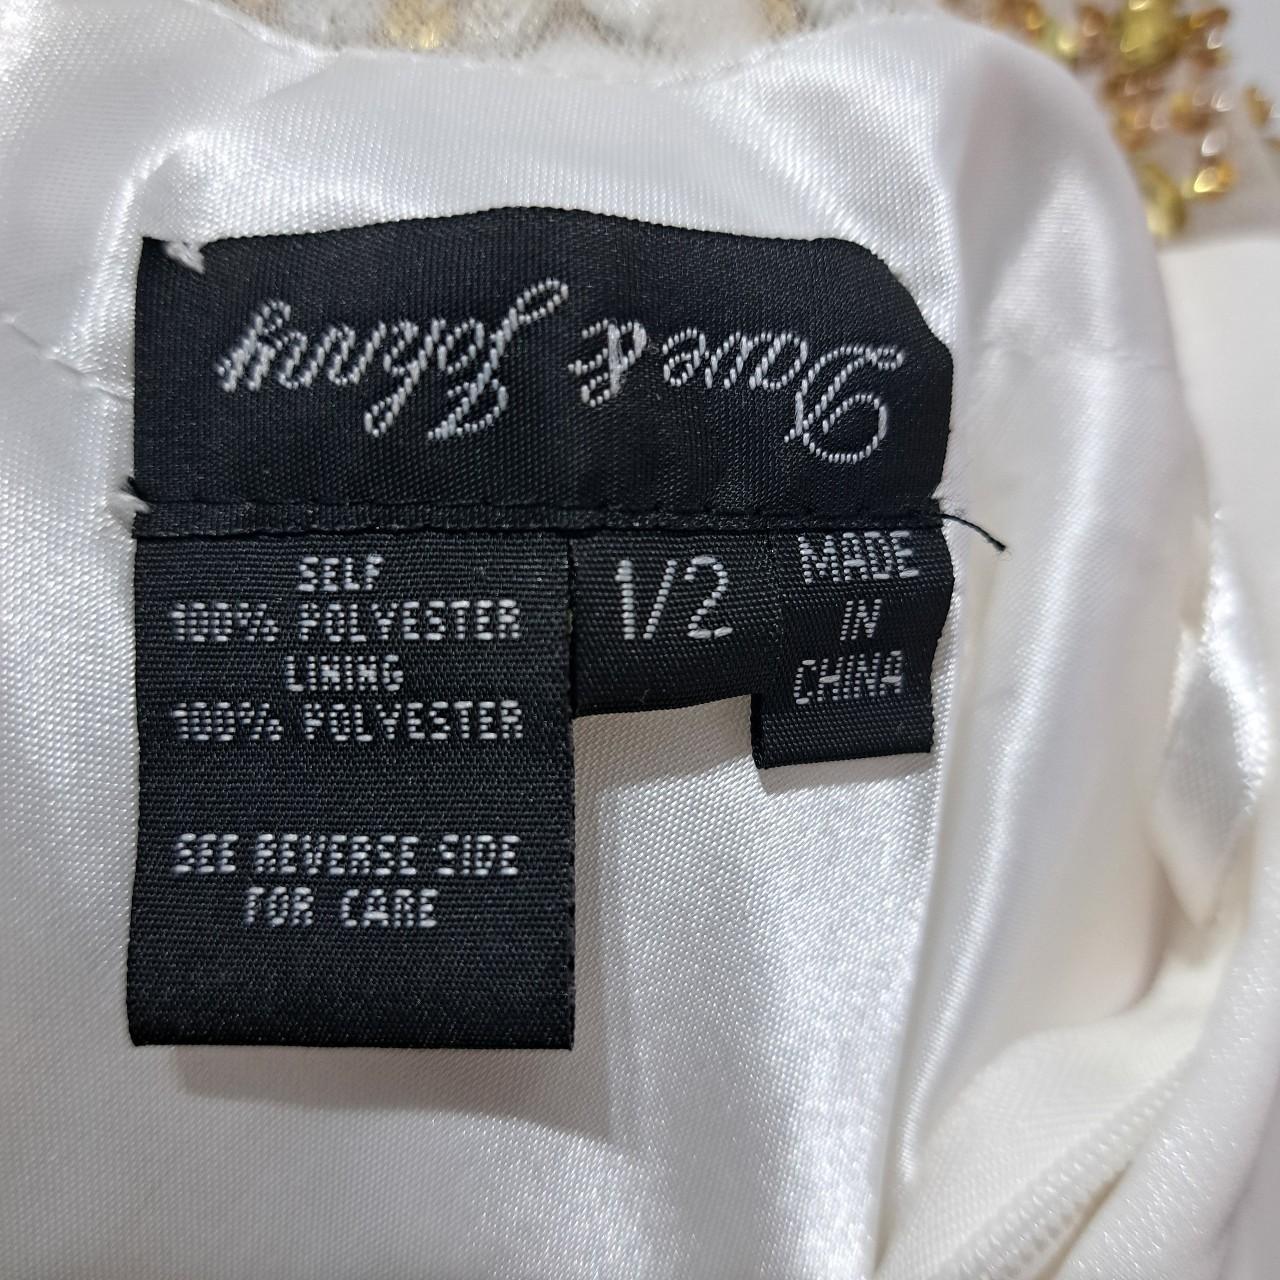 Dave & Johnny
SELF
100% POLYESTER
LINING
100% POLYESTER
SEE REVERSE SIDE
FOR CARE
1/2
MADE
IN
CHINA